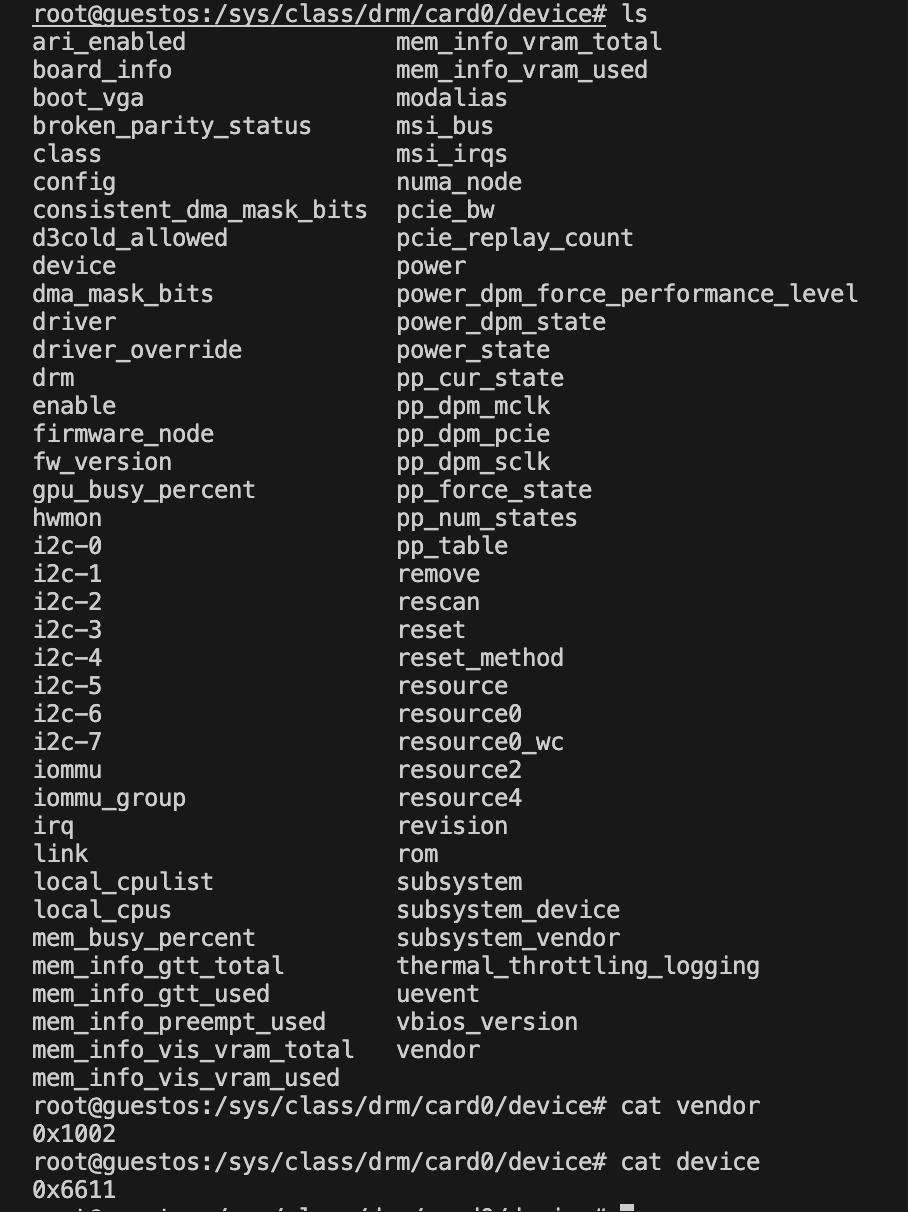 root@guestos:/sys/class/drm/card0/device# ls
ari_enabled mem_info_vram_total
board_info mem_info_vram_used
boot_vga modalias
broken_parity_status msi_bus
class msi_irqs
config numa_node
consistent_dma_mask_bits pcie_bw
d3cold_allowed pcie_replay_count
device power
dma_mask_bits power_dpm_force_performance_level
driver power_dpm_state
driver_override power_state
drm pp_cur_state
enable pp_dpm_mclk
firmware_node pp_dpm_pcie
fw_version pp_dpm_sclk
gpu_busy_percent pp_force_state
hwmon pp_num_states
i2c-0 pp_table
i2c-1 remove
i2c-2 rescan
i2c-3 reset
i2c-4 reset_method
i2c-5 resource
i2c-6 resource0
i2c-7 resource0_wc
iommu resource2
iommu_group resource4
irq revision
link rom
local_cpulist subsystem
local_cpus subsystem_device
mem_busy_percent subsystem_vendor
mem_info_gtt_total thermal_throttling_logging
mem_info_gtt_used uevent
mem_info_preempt_used vbios_version
mem_info_vis_vram_total vendor
mem_info_vis_vram_used
root@guestos:/sys/class/drm/card0/device# cat vendor
0x1002
root@guestos:/sys/class/drm/card0/device# cat device
0x6611